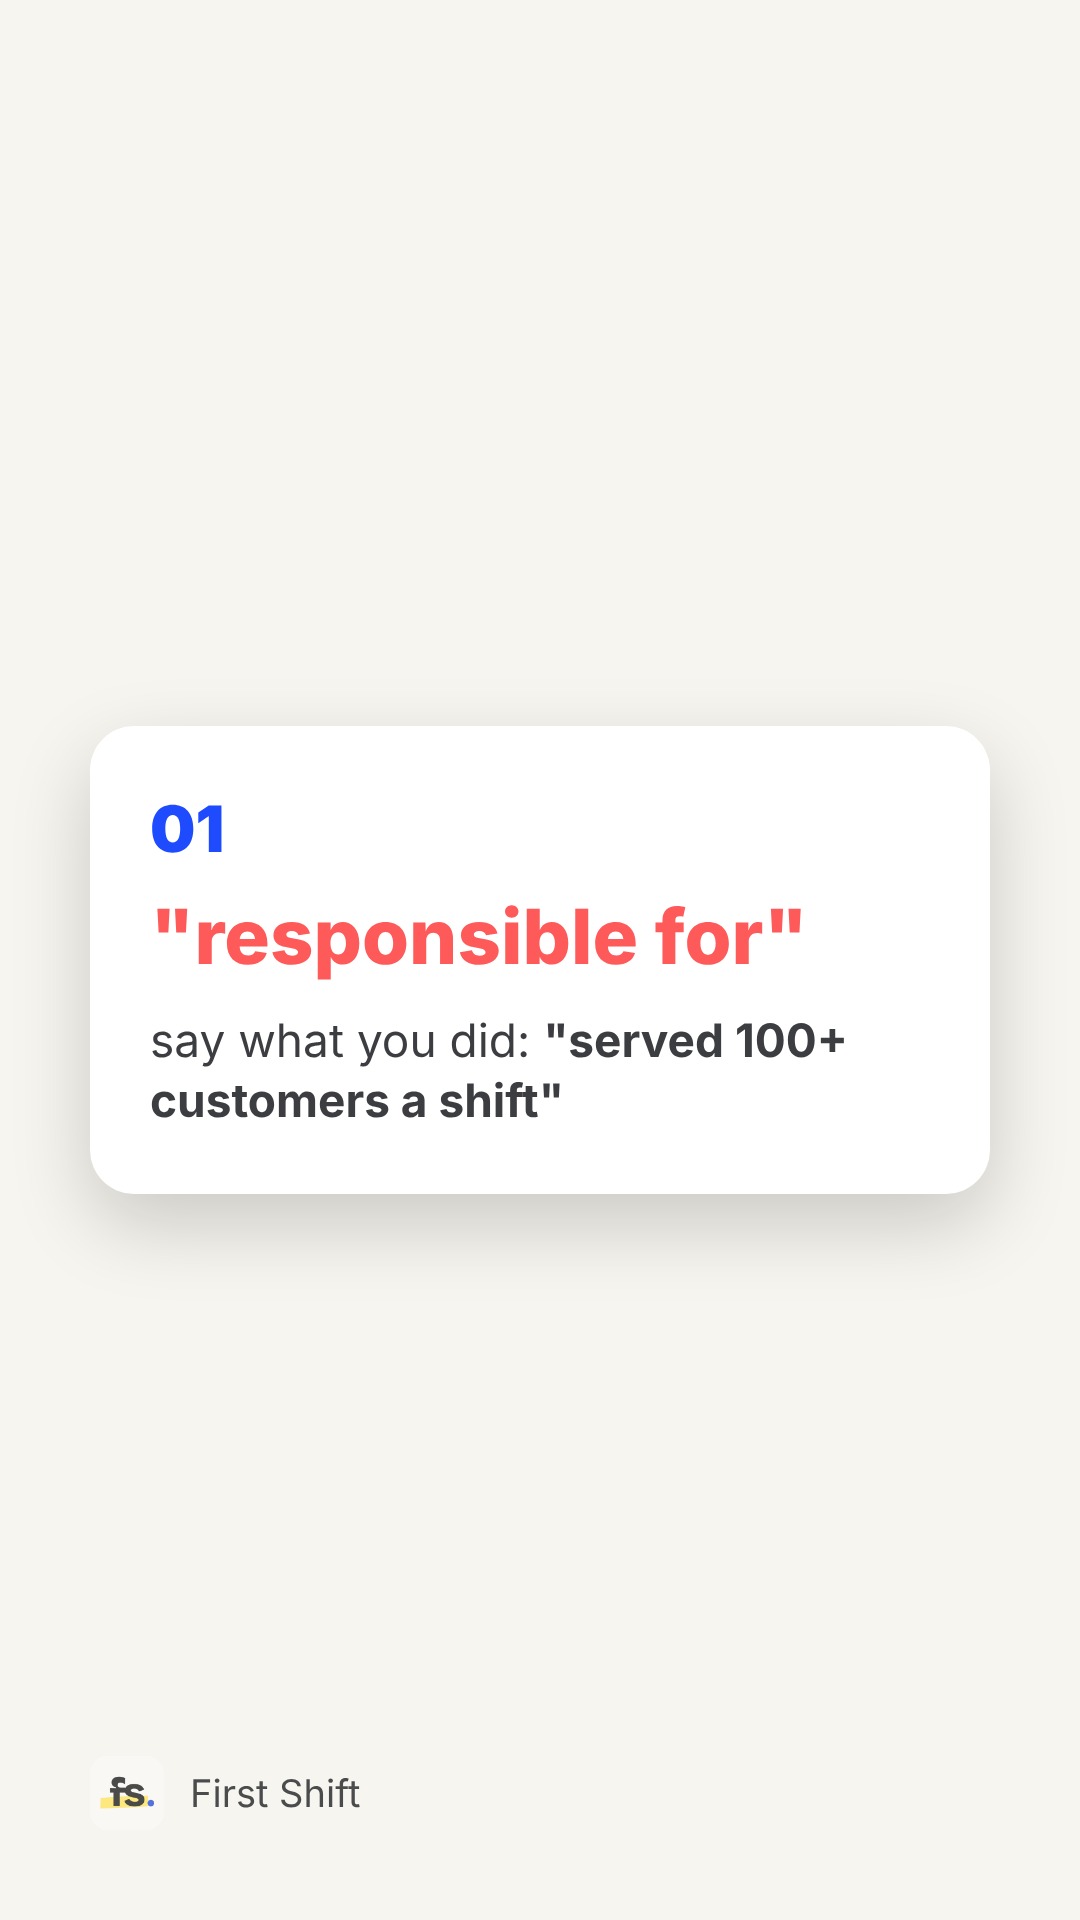 01
"responsible for"
say what you did: "served 100+
customers a shift"
fs.
First Shift